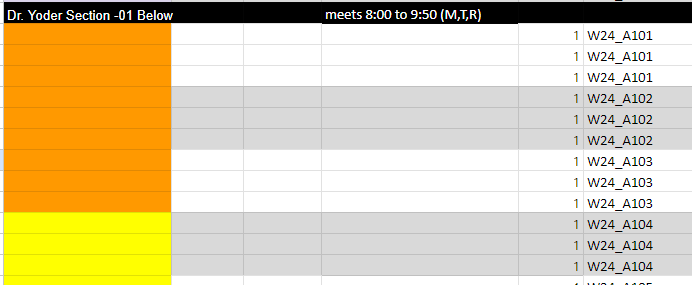 Dr. Yoder Section -01 Below meets 8:00 to 9:50 (M,T,R)
1 W24_A101
1 W24_A101
1 W24_A101
1 W24_A102
1 W24_A102
1 W24_A102
1 W24_A103
1 W24_A103
1 W24_A103
1 W24_A104
1 W24_A104
1 W24_A104